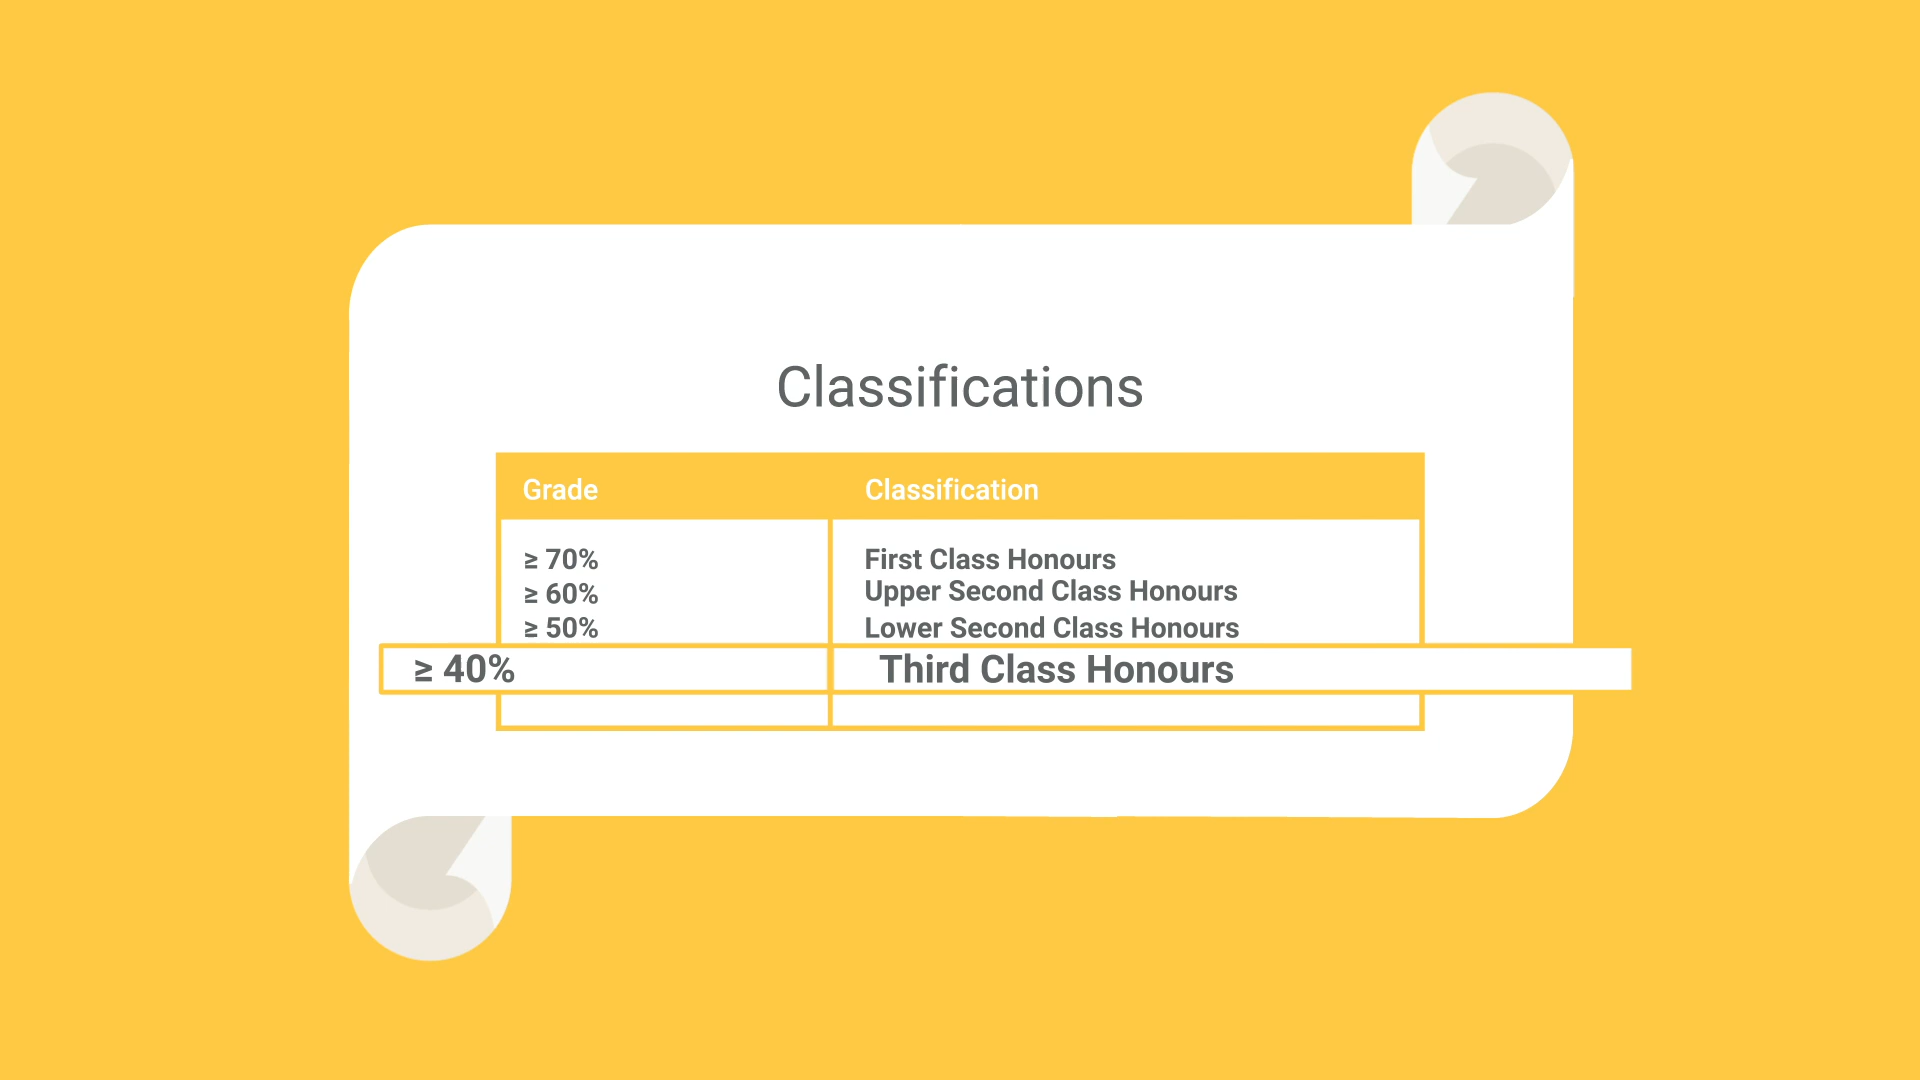 Classifications
Grade Classification
≥ 70% First Class Honours
≥ 60% Upper Second Class Honours
≥ 50% Lower Second Class Honours
≥ 40% Third Class Honours